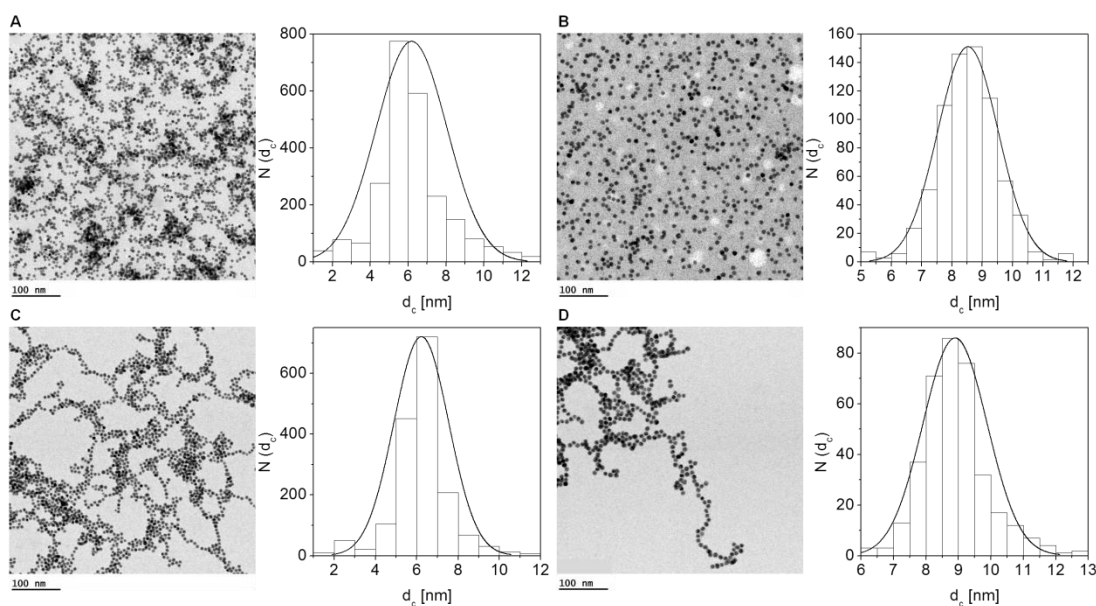 A
800
600
400
200
0
N (d_c)
4 6 8 10 12
d_c [nm]
100 nm
B
160
140
120
100
80
60
40
20
0
N (d_c)
5 6 7 8 9 10 11 12
d_c [nm]
100 nm
C
600
400
200
0
N (d_c)
2 4 6 8 10 12
d_c [nm]
100 nm
D
80
60
40
20
0
N (d_c)
6 7 8 9 10 11 12 13
d_c [nm]
100 nm